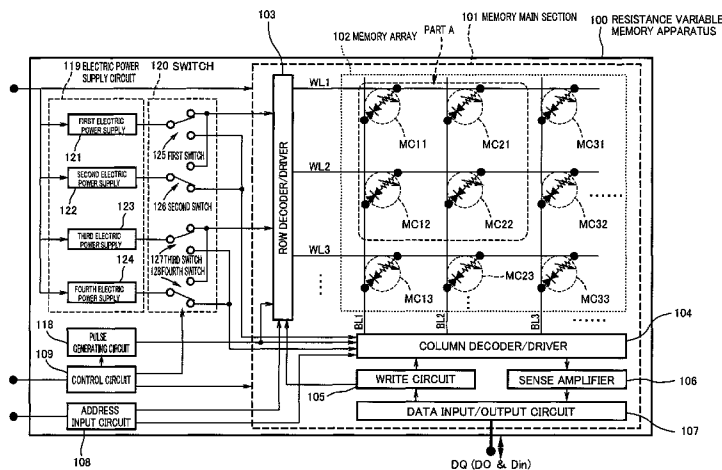 100 RESISTANCE VARIABLE
MEMORY APPARATUS
101 MEMORY MAIN SECTION
PART A
102 MEMORY ARRAY
103
119 ELECTRIC POWER
SUPPLY CIRCUIT
120 SWITCH
FIRST ELECTRIC
POWER SUPPLY
121
125 FIRST SWITCH
SECOND ELECTRIC
POWER SUPPLY
122
126 SECOND SWITCH
123
THIRD ELECTRIC
POWER SUPPLY
127 THIRD SWITCH
128 FOURTH SWITCH
124
FOURTH ELECTRIC
POWER SUPPLY
118
PULSE
GENERATING CIRCUIT
109
CONTROL CIRCUIT
ADDRESS
INPUT CIRCUIT
108
ROW DECODER/DRIVER
WL1
MC11
MC21
MC31
WL2
MC12
MC22
MC32
WL3
MC13
MC23
MC33
BL1
BL2
BL3
COLUMN DECODER/DRIVER
104
WRITE CIRCUIT
105
SENSE AMPLIFIER
106
DATA INPUT/OUTPUT CIRCUIT
107
DQ (DO & Din)